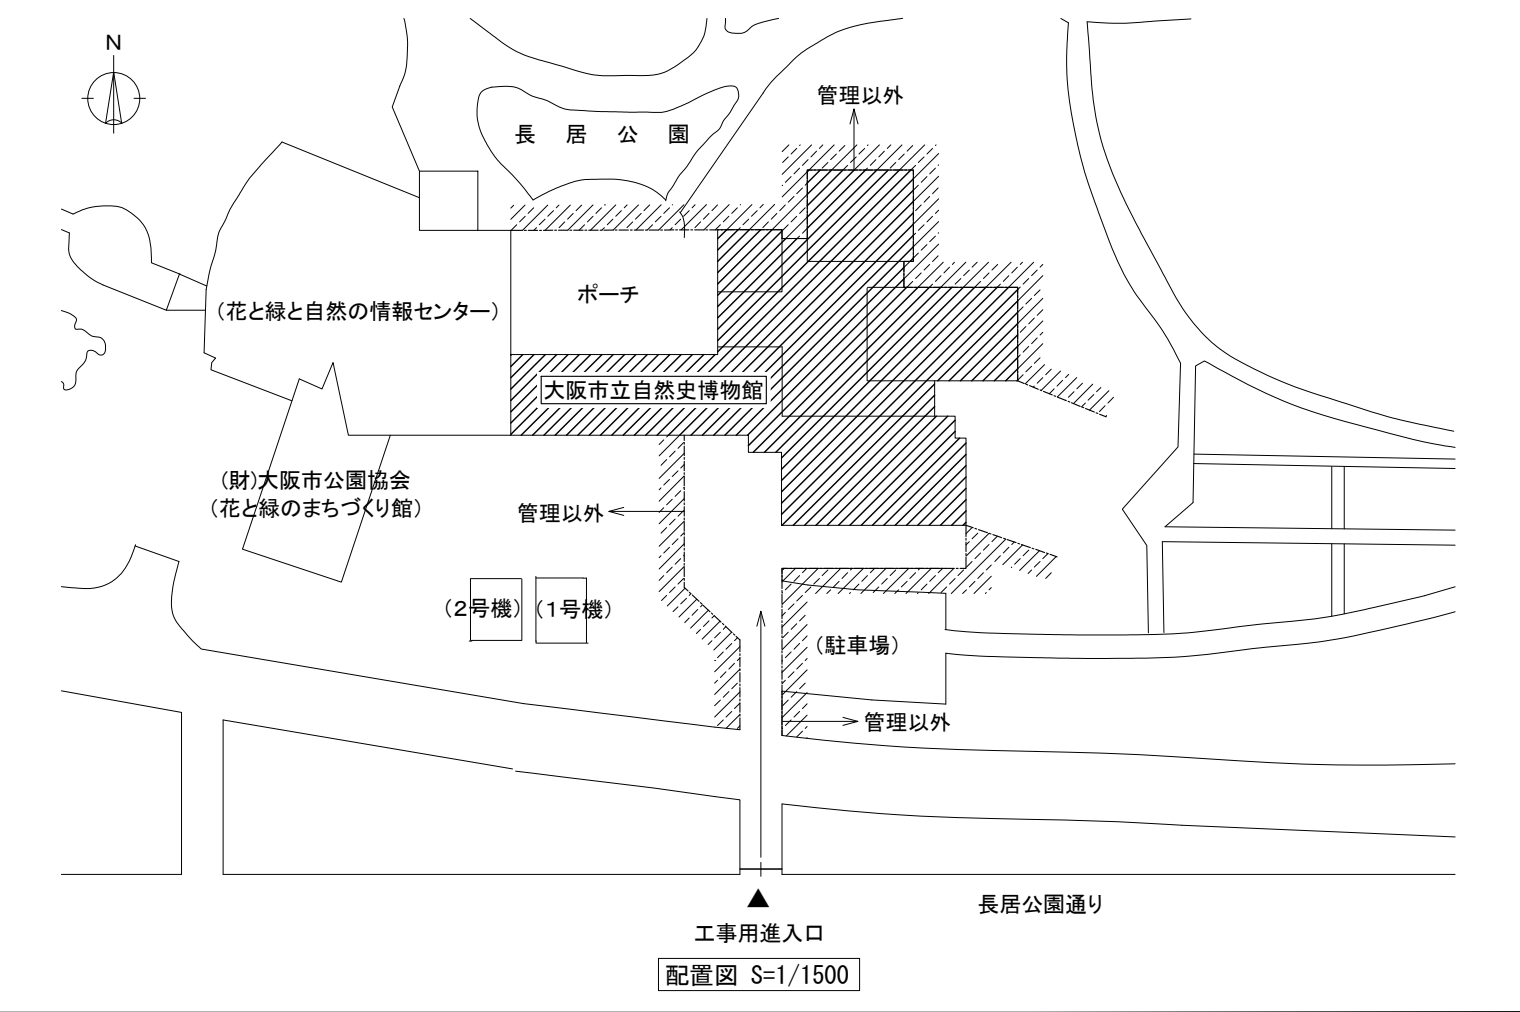 N
管理以外
長居公園
(花と緑と自然の情報センター)
ポーチ
大阪市立自然史博物館
(財)大阪市公園協会
(花と緑のまちづくり館)
管理以外
(2号機)
(1号機)
(駐車場)
管理以外
長居公園通り
工事用進入口
配置図 S=1/1500